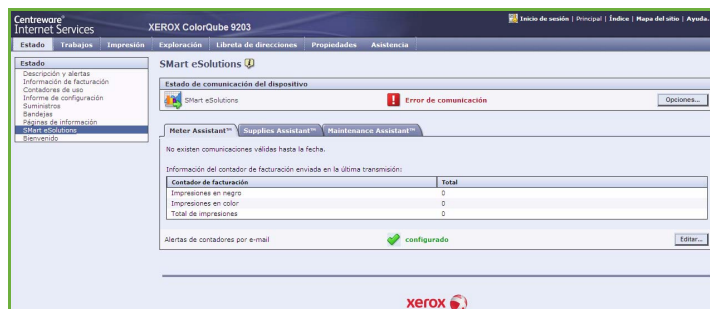 Centreware®
Internet Services
XEROX ColorQube 9203
Inicio de sesión | Principal | Índice | Mapa del sitio | Ayuda.
Estado Trabajos Impresión Exploración Libreta de direcciones Propiedades Asistencia
Estado
Descripción y alertas
Información de facturación
Contadores de uso
Informe de configuración
Suministros
Bandejas
Páginas de información
SMart eSolutions
Bienvenido
SMart eSolutions
Estado de comunicación del dispositivo
SMart eSolutions Error de comunicación Opciones...
Meter Assistant™ Supplies Assistant™ Maintenance Assistant™
No existen comunicaciones válidas hasta la fecha.
Información del contador de facturación enviada en la última transmisión:
Contador de facturación Total
Impresiones en negro 0
Impresiones en color 0
Total de impresiones 0
Alertas de contadores por e-mail configurado Editar...
xerox